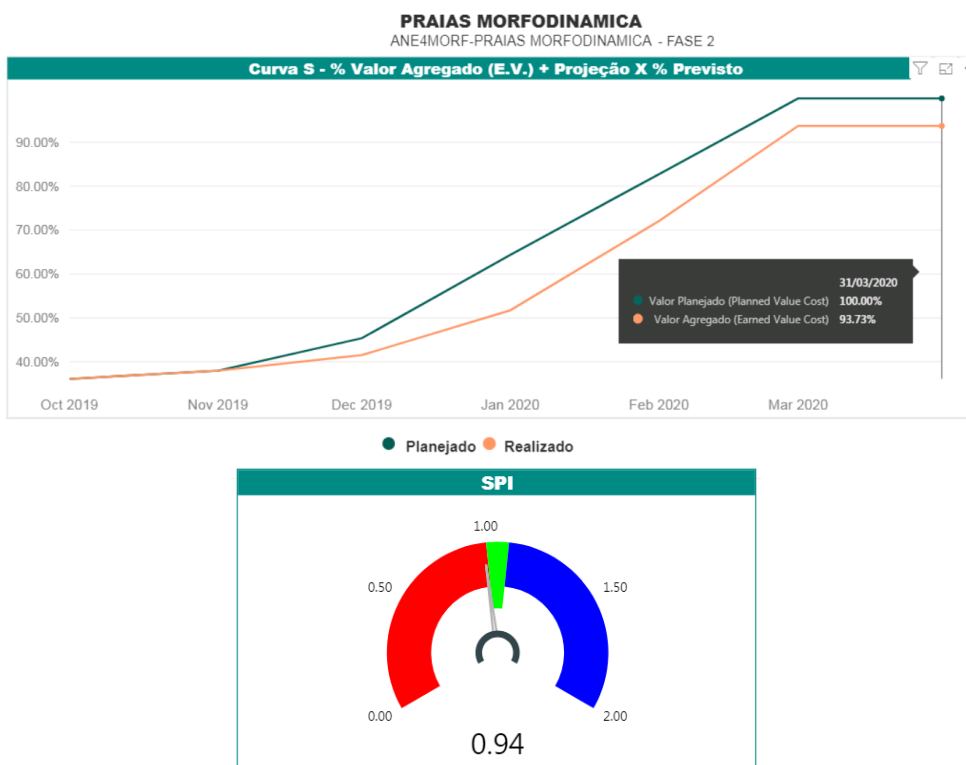 PRAIAS MORFODINAMICA
ANE4MORF-PRAIAS MORFODINAMICA - FASE 2
Curva S - % Valor Agregado (E.V.) + Projeção X % Previsto
90.00%
80.00%
70.00%
60.00%
50.00%
40.00%
31/03/2020
Valor Planejado (Planned Value Cost) 100.00%
Valor Agregado (Earned Value Cost) 93.73%
Oct 2019 Nov 2019 Dec 2019 Jan 2020 Feb 2020 Mar 2020
Planejado Realizado
SPI
1.00
0.50 1.50
0.00 2.00
0.94